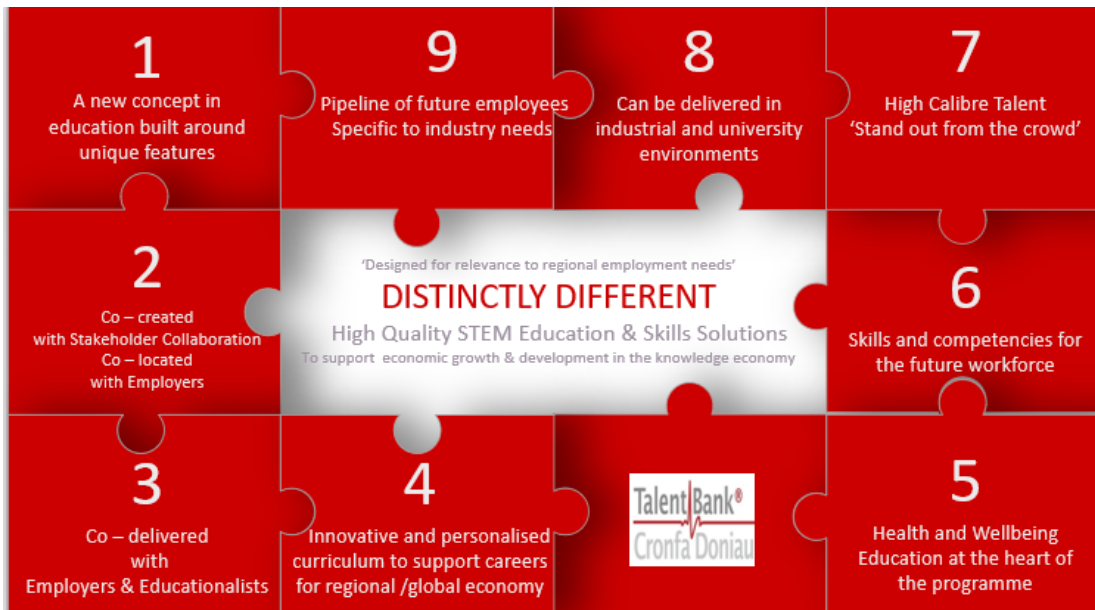 1
A new concept in
education built around
unique features
9
Pipeline of future employees
Specific to industry needs
8
Can be delivered in
industrial and university
environments
7
High Calibre Talent
‘Stand out from the crowd’
2
Co – created
with Stakeholder Collaboration
Co – located
with Employers
‘Designed for relevance to regional employment needs’
DISTINCTLY DIFFERENT
High Quality STEM Education & Skills Solutions
To support economic growth & development in the knowledge economy
6
Skills and competencies for
the future workforce
3
Co – delivered
with
Employers & Educationalists
4
Innovative and personalised
curriculum to support careers
for regional /global economy
Talent Bank®
Cronfa Doniau
5
Health and Wellbeing
Education at the heart of
the programme